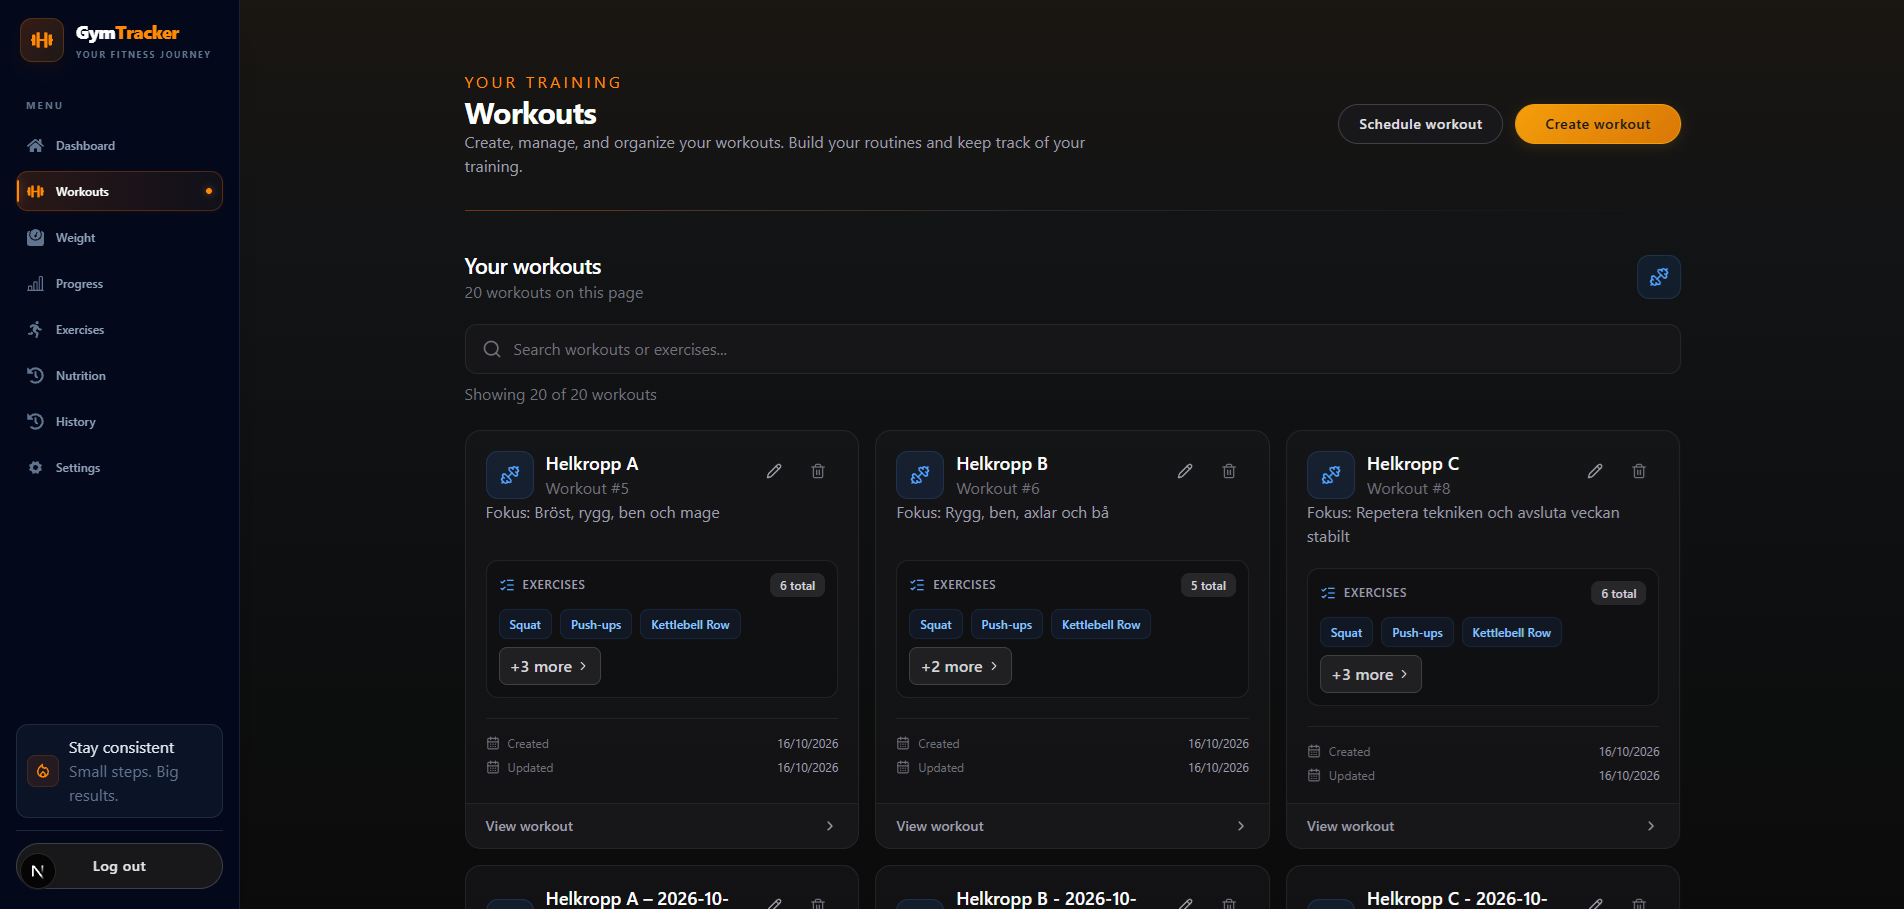 GymTracker
YOUR FITNESS JOURNEY
MENU
Dashboard
Workouts
Weight
Progress
Exercises
Nutrition
History
Settings
Stay consistent
Small steps. Big
results.
N
Log out
YOUR TRAINING
Workouts
Create, manage, and organize your workouts. Build your routines and keep track of your
training.
Schedule workout
Create workout
Your workouts
20 workouts on this page
Search workouts or exercises...
Showing 20 of 20 workouts
Helkropp A
Workout #5
Fokus: Bröst, rygg, ben och mage
EXERCISES
6 total
Squat
Push-ups
Kettlebell Row
+3 more
Created
16/10/2026
Updated
16/10/2026
View workout
Helkropp B
Workout #6
Fokus: Rygg, ben, axlar och bå
EXERCISES
5 total
Squat
Push-ups
Kettlebell Row
+2 more
Created
16/10/2026
Updated
16/10/2026
View workout
Helkropp C
Workout #8
Fokus: Repetera tekniken och avsluta veckan
stabilt
EXERCISES
6 total
Squat
Push-ups
Kettlebell Row
+3 more
Created
16/10/2026
Updated
16/10/2026
View workout
Helkropp A – 2026-10-
Helkropp B - 2026-10-
Helkropp C - 2026-10-